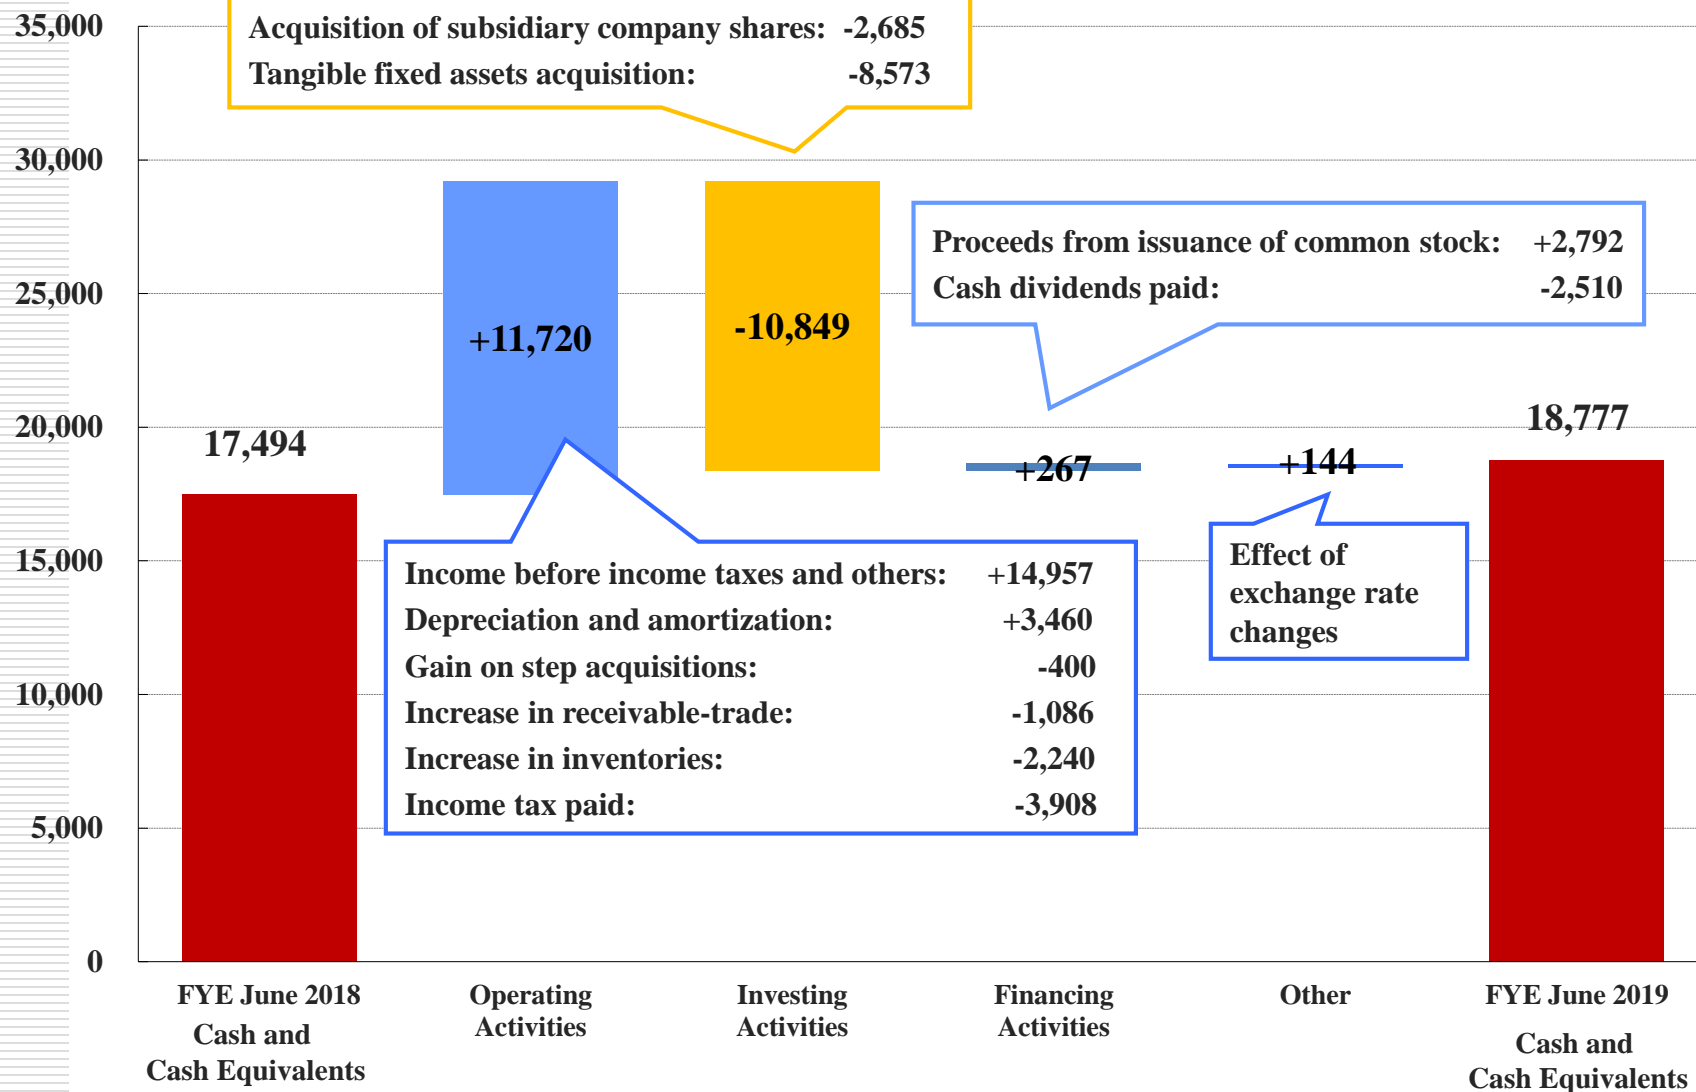 35,000
Acquisition of subsidiary company shares: -2,685
Tangible fixed assets acquisition: -8,573
30,000
Proceeds from issuance of common stock: +2,792
Cash dividends paid: -2,510
25,000
+11,720
-10,849
20,000
17,494
+267
+144
18,777
Income before income taxes and others: +14,957
Depreciation and amortization: +3,460
Gain on step acquisitions: -400
Increase in receivable-trade: -1,086
Increase in inventories: -2,240
Income tax paid: -3,908
Effect of
exchange rate
changes
15,000
10,000
5,000
0
FYE June 2018
Cash and
Cash Equivalents
Operating
Activities
Investing
Activities
Financing
Activities
Other
FYE June 2019
Cash and
Cash Equivalents